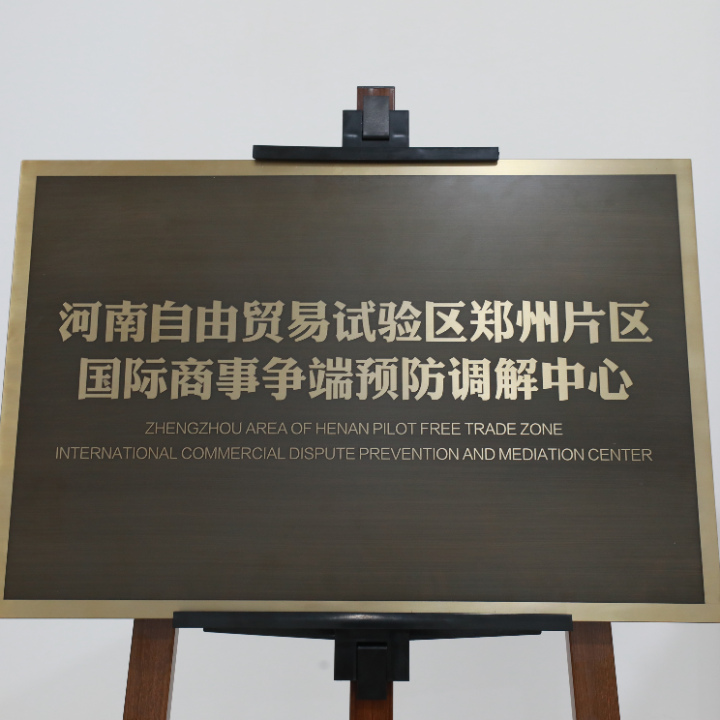 河南自由贸易试验区郑州片区
国际商事争端预防调解中心
ZHENGZHOU AREA OF HENAN PILOT FREE TRADE ZONE
INTERNATIONAL COMMERCIAL DISPUTE PREVENTION AND MEDIATION CENTER